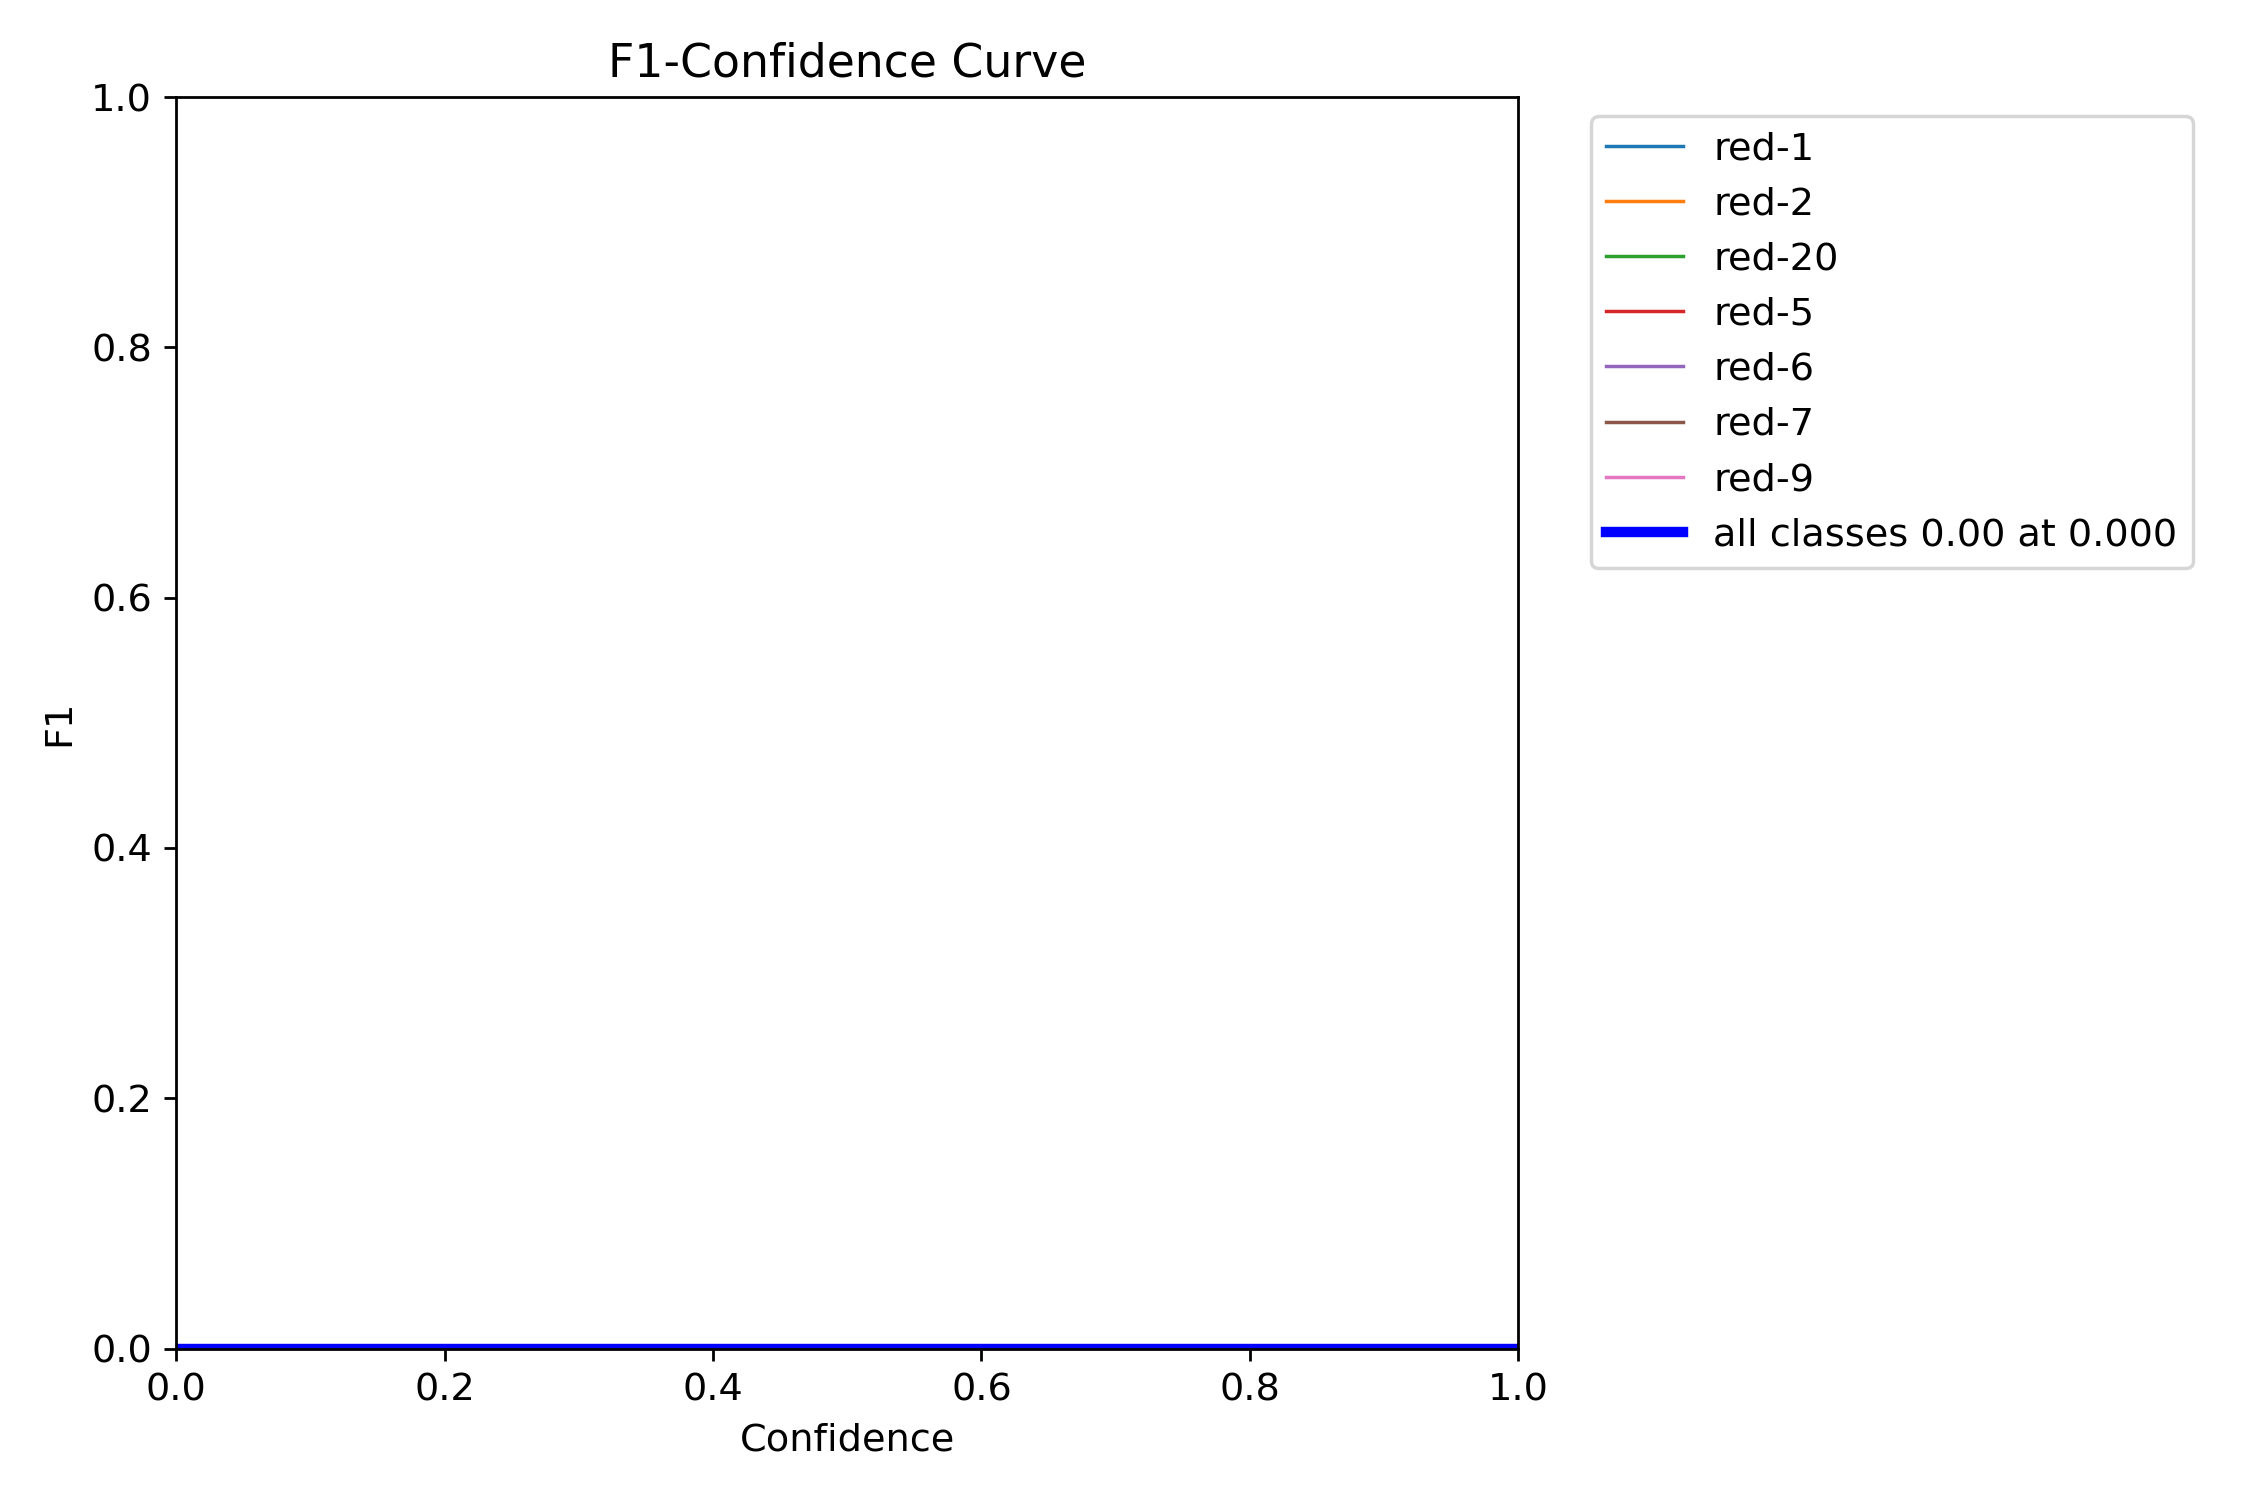 F1-Confidence Curve
1.0
0.8
0.6
0.4
0.2
0.0
F1
0.0 0.2 0.4 0.6 0.8 1.0
Confidence
red-1
red-2
red-20
red-5
red-6
red-7
red-9
all classes 0.00 at 0.000